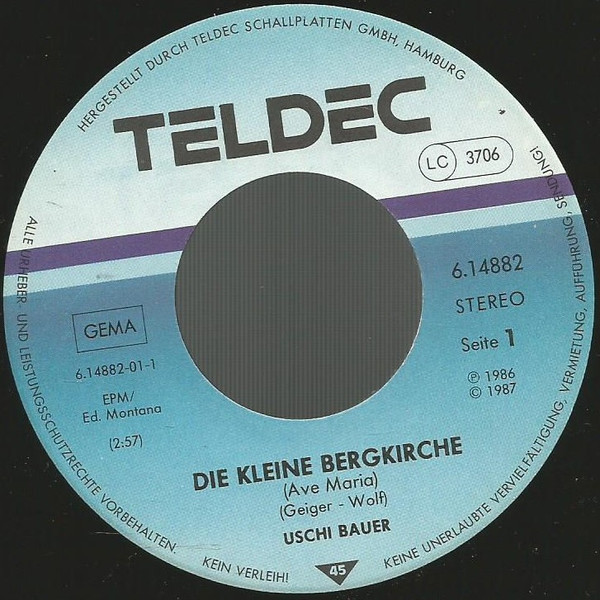 HERGESTELLT DURCH TELDEC SCHALLPLATTEN GMBH, HAMBURG
TELDEC
LC 3706
6.14882
STEREO
Seite 1
Ⓟ 1986
© 1987
GEMA
6.14882-01-1
EPM/
Ed. Montana
(2:57)
DIE KLEINE BERGKIRCHE
(Ave Maria)
(Geiger - Wolf)
USCHI BAUER
45
ALLE URHEBER- UND LEISTUNGSSCHUTZRECHTE VORBEHALTEN. KEIN VERLEIH! KEINE UNERLAUBTE VERVIELFÄLTIGUNG, VERMIETUNG, AUFFÜHRUNG, SENDUNG!